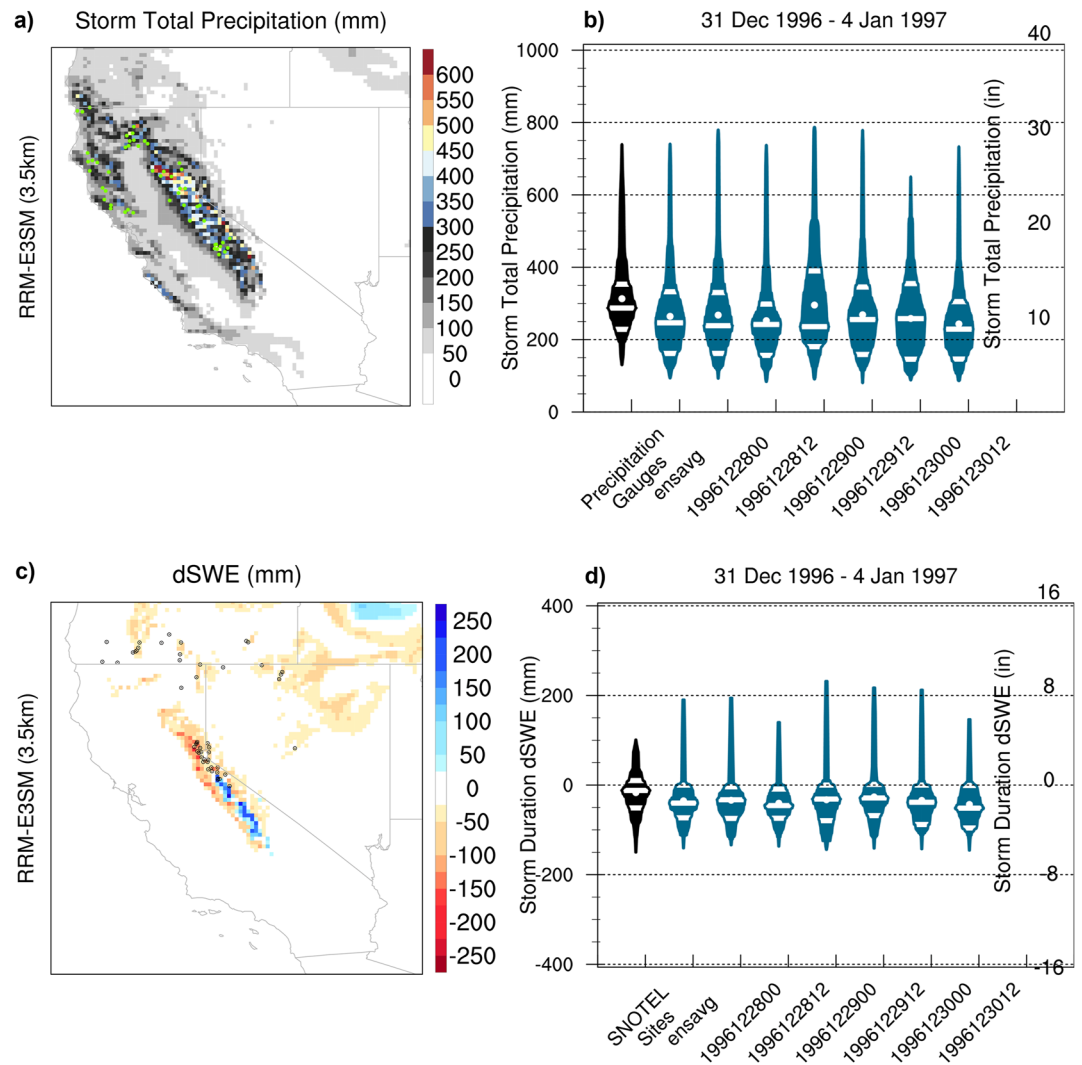 a)
Storm Total Precipitation (mm)
RRM-E3SM (3.5km)
600
550
500
450
400
350
300
250
200
150
100
50
0
b)
31 Dec 1996 - 4 Jan 1997
Storm Total Precipitation (mm)
1000
800
600
400
200
0
Storm Total Precipitation (in)
40
30
20
10
Precipitation
Gauges
ensavg
1996122800
1996122812
1996122900
1996122912
1996123000
1996123012
c)
dSWE (mm)
RRM-E3SM (3.5km)
250
200
150
100
50
0
-50
-100
-150
-200
-250
d)
31 Dec 1996 - 4 Jan 1997
Storm Duration dSWE (mm)
400
200
0
-200
-400
Storm Duration dSWE (in)
16
8
0
-8
-16
SNOTEL
Sites
ensavg
1996122800
1996122812
1996122900
1996122912
1996123000
1996123012